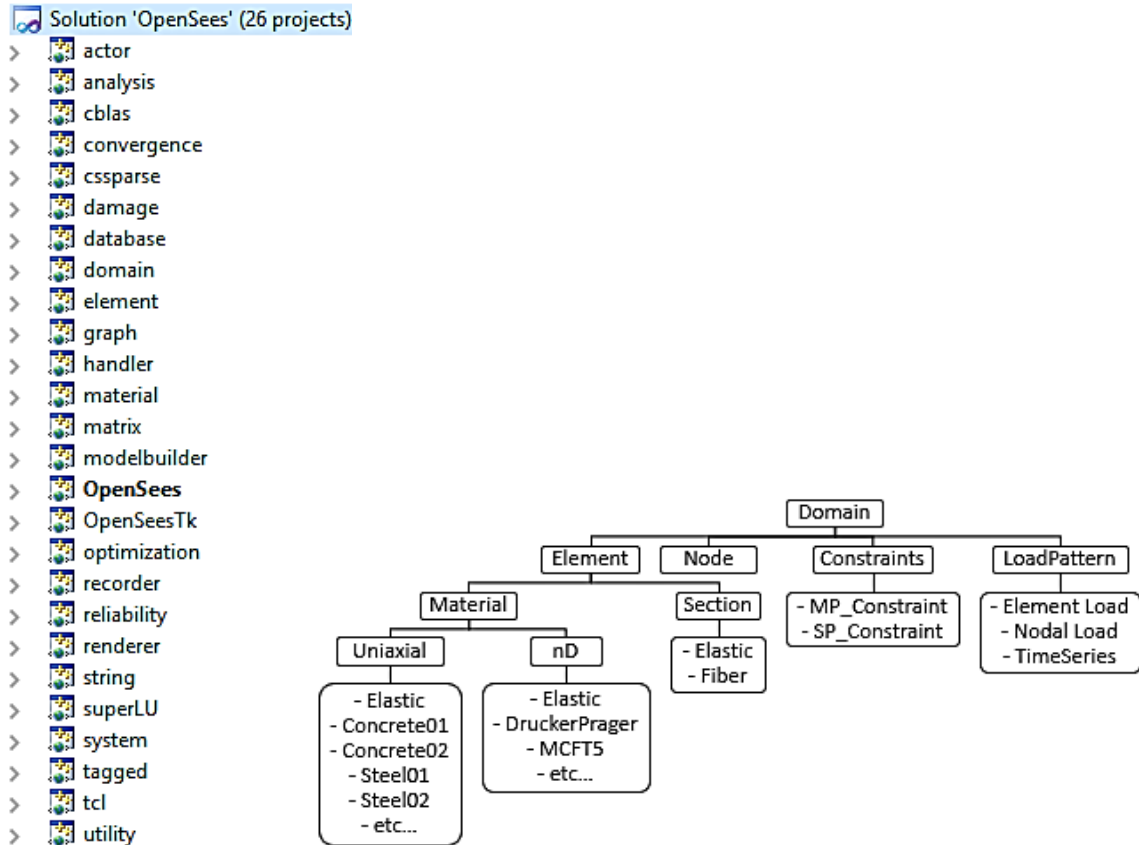 Solution 'OpenSees' (26 projects)
actor
analysis
cblas
convergence
cssparse
damage
database
domain
element
graph
handler
material
matrix
modelbuilder
OpenSees
OpenSeesTk
optimization
recorder
reliability
renderer
string
superLU
system
tagged
tcl
utility
Domain
Element
Node
Constraints
LoadPattern
Material
Section
- MP_Constraint
- SP_Constraint
- Element Load
- Nodal Load
- TimeSeries
Uniaxial
nD
- Elastic
- Fiber
- Elastic
- Concrete01
- Concrete02
- Steel01
- Steel02
- etc...
- Elastic
- DruckerPrager
- MCFT5
- etc...